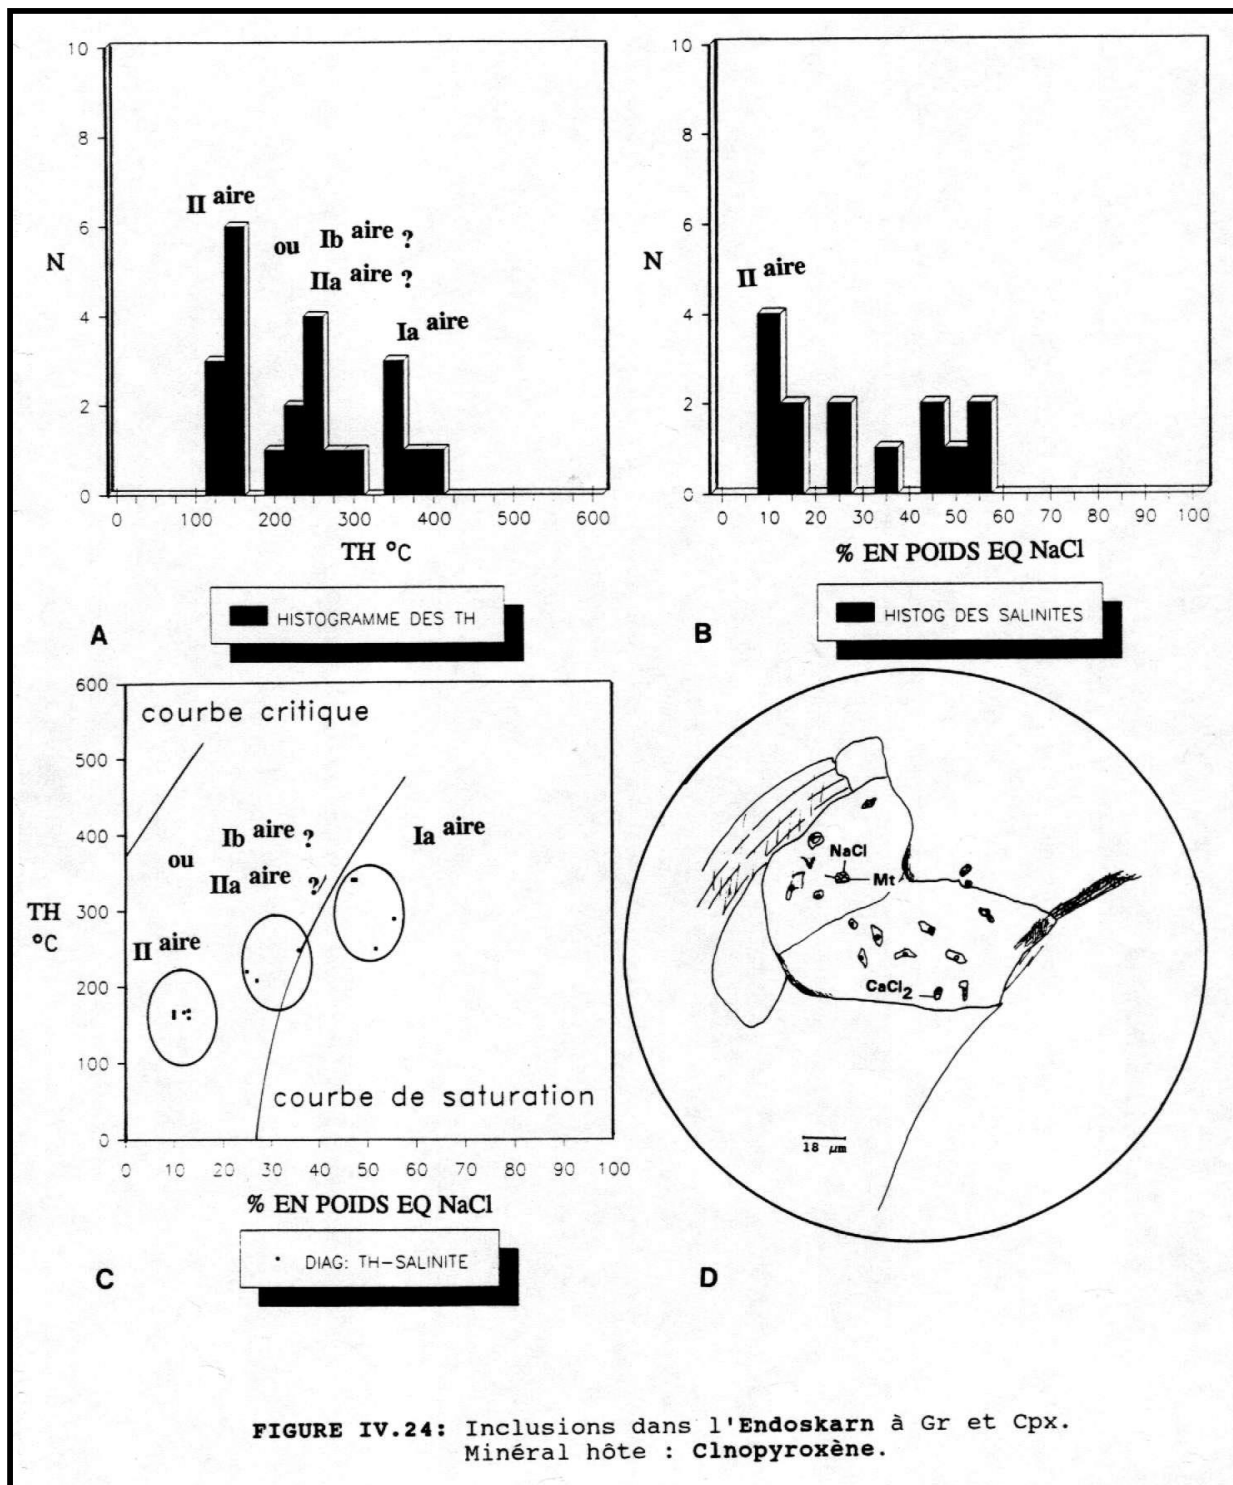 10
8
6
4
2
0
N
II aire
ou Ib aire ?
IIa aire ?
Ia aire
0 100 200 300 400 500 600
TH °C
HISTOGRAMME DES TH
A
10
8
6
4
2
0
N
II aire
0 10 20 30 40 50 60 70 80 90 100
% EN POIDS EQ NaCl
HISTOG DES SALINITES
B
600
500
400
300
200
100
0
TH
°C
courbe critique
Ib aire ?
ou
IIa aire ?
Ia aire
II aire
courbe de saturation
0 10 20 30 40 50 60 70 80 90 100
% EN POIDS EQ NaCl
DIAG: TH-SALINITE
C
NaCl
Mt
CaCl2
18 µm
D
FIGURE IV.24: Inclusions dans l'Endoskarn à Gr et Cpx.
Minéral hôte : Clnopyroxène.